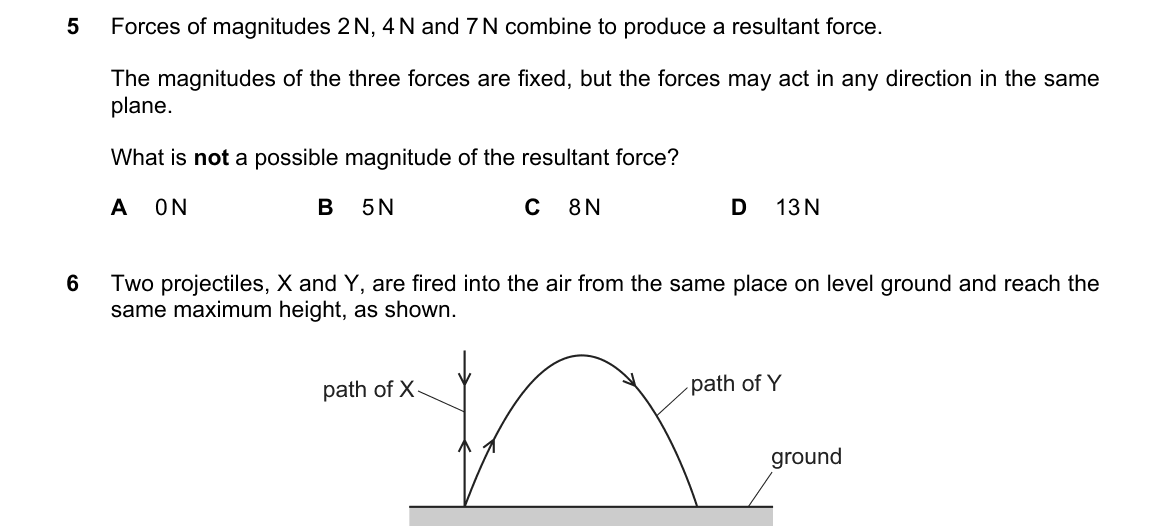 5 Forces of magnitudes 2 N, 4 N and 7 N combine to produce a resultant force.
The magnitudes of the three forces are fixed, but the forces may act in any direction in the same
plane.
What is not a possible magnitude of the resultant force?
A 0 N B 5 N C 8 N D 13 N
6 Two projectiles, X and Y, are fired into the air from the same place on level ground and reach the
same maximum height, as shown.
path of X
path of Y
ground